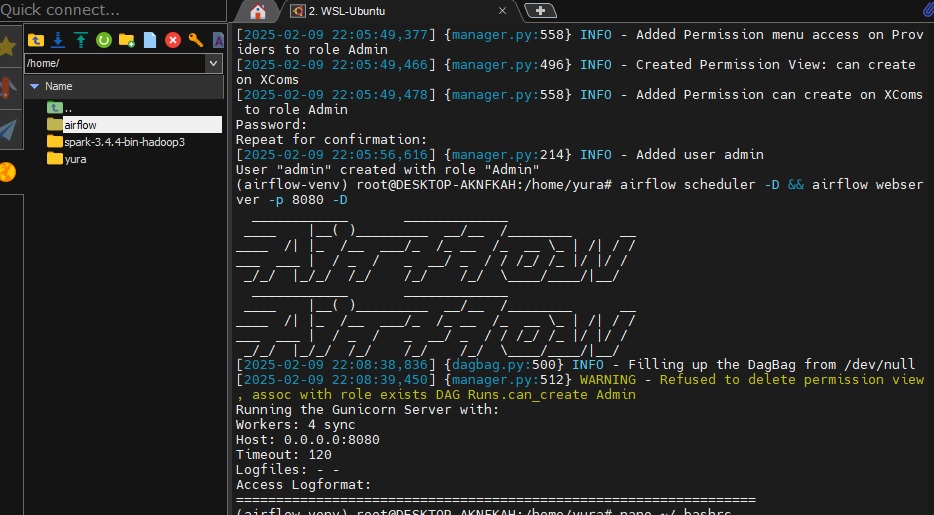 Quick connect...
2. WSL-Ubuntu
/home/
Name
..
airflow
spark-3.4.4-bin-hadoop3
yura
[2025-02-09 22:05:49,377] {manager.py:558} INFO - Added Permission menu access on Prov
iders to role Admin
[2025-02-09 22:05:49,466] {manager.py:496} INFO - Created Permission View: can create
on XComs
[2025-02-09 22:05:49,478] {manager.py:558} INFO - Added Permission can create on XComs
to role Admin
Password:
Repeat for confirmation:
[2025-02-09 22:05:56,616] {manager.py:214} INFO - Added user admin
User "admin" created with role "Admin"
(airflow-venv) root@DESKTOP-AKNFKAH:/home/yura# airflow scheduler -D && airflow webser
ver -p 8080 -D
Airflow
Airflow
[2025-02-09 22:08:38,836] {dagbag.py:500} INFO - Filling up the DagBag from /dev/null
[2025-02-09 22:08:39,450] {manager.py:512} WARNING - Refused to delete permission view
, assoc with role exists DAG Runs.can_create Admin
Running the Gunicorn Server with:
Workers: 4 sync
Host: 0.0.0.0:8080
Timeout: 120
Logfiles: - -
Access Logformat:
=================================================================
(airflow-venv) root@DESKTOP-AKNFKAH:/home/yura# nano ~/.bashrc